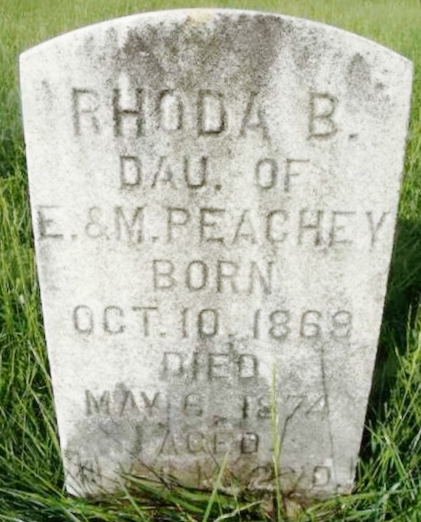 RHODA B.
DAU. OF
E. & M. PEACHEY
BORN
OCT. 10, 1869
DIED
MAY 6, 1874
AGED